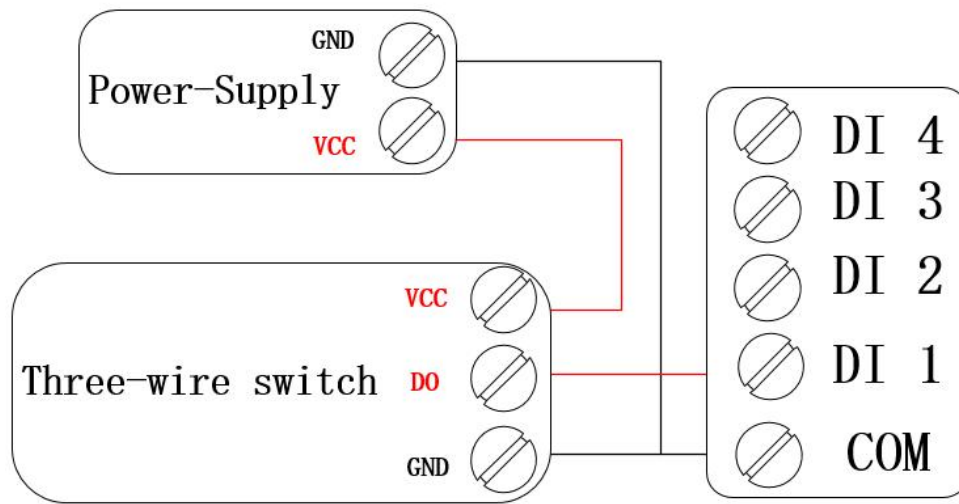 GND
Power-Supply
VCC
VCC
Three-wire switch
DO
GND
DI 4
DI 3
DI 2
DI 1
COM